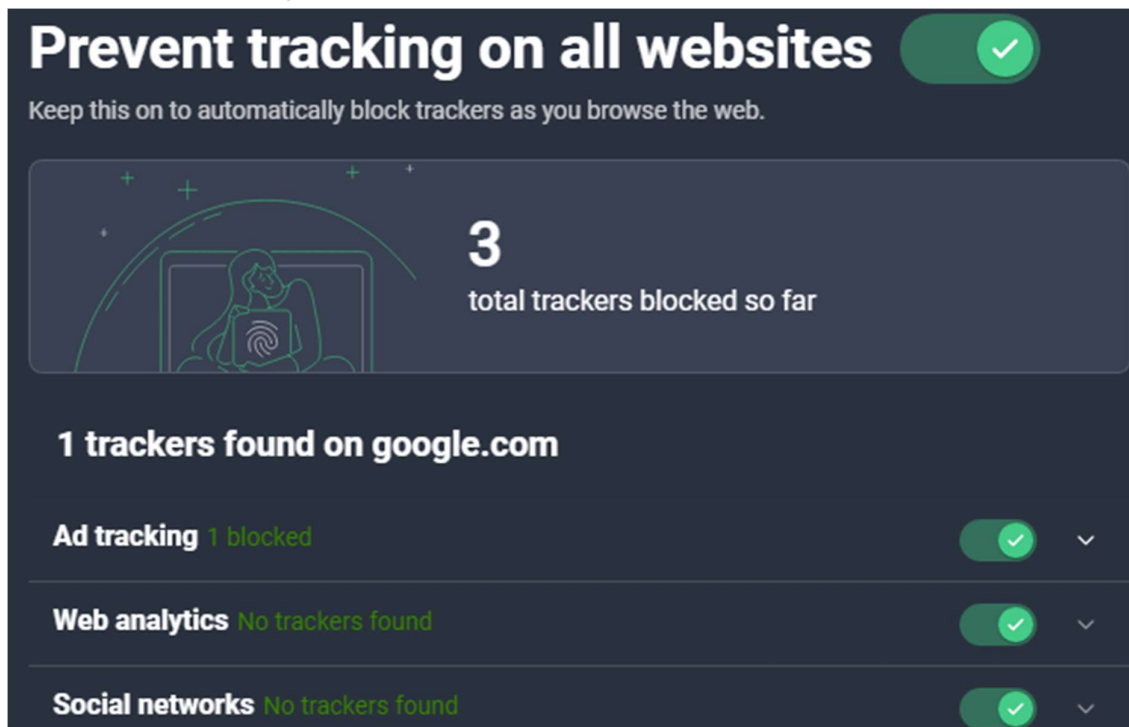 Prevent tracking on all websites
Keep this on to automatically block trackers as you browse the web.
3
total trackers blocked so far
1 trackers found on google.com
Ad tracking 1 blocked
Web analytics No trackers found
Social networks No trackers found